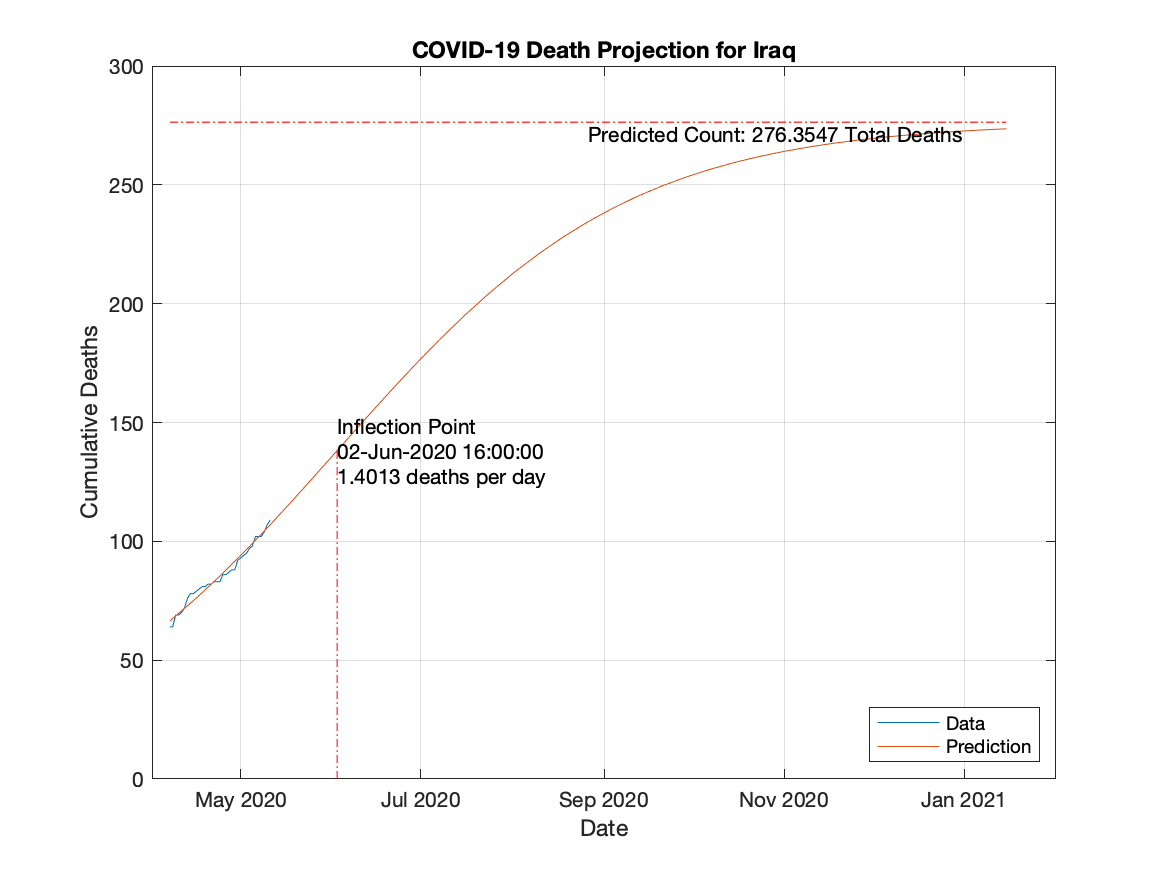 COVID-19 Death Projection for Iraq
300
250
200
150
100
50
0
Cumulative Deaths
Predicted Count: 276.3547 Total Deaths
Inflection Point
02-Jun-2020 16:00:00
1.4013 deaths per day
Data
Prediction
May 2020
Jul 2020
Sep 2020
Nov 2020
Jan 2021
Date